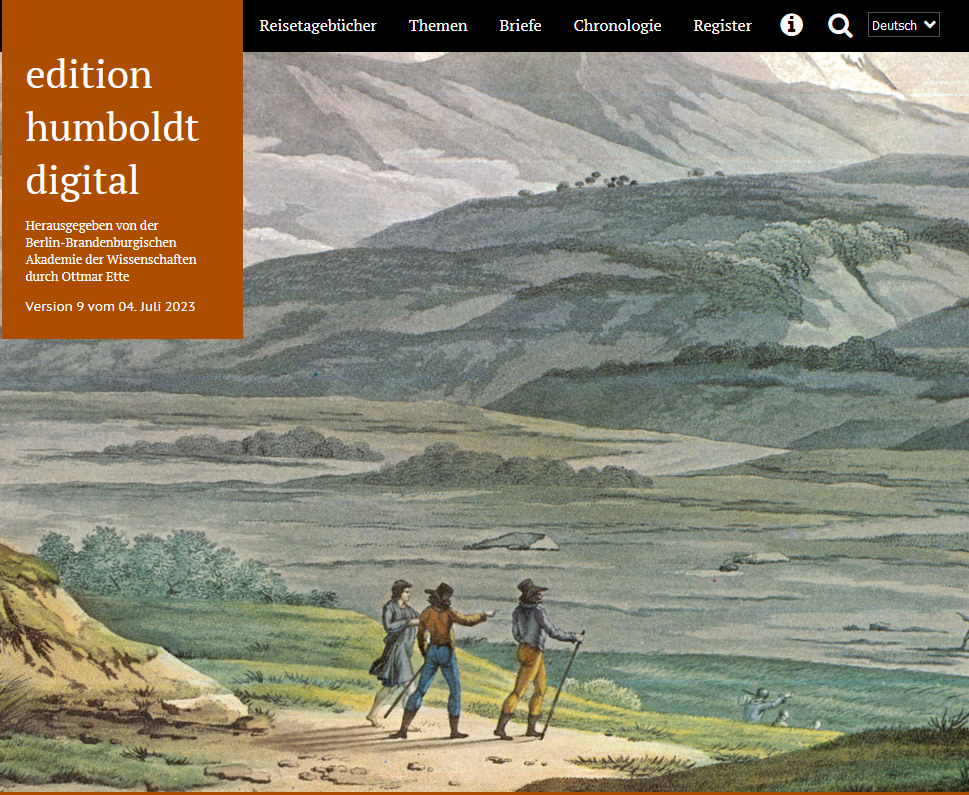 Reisetagebücher Themen Briefe Chronologie Register Deutsch
edition
humboldt
digital
Herausgegeben von der
Berlin-Brandenburgischen
Akademie der Wissenschaften
durch Ottmar Ette
Version 9 vom 04. Juli 2023